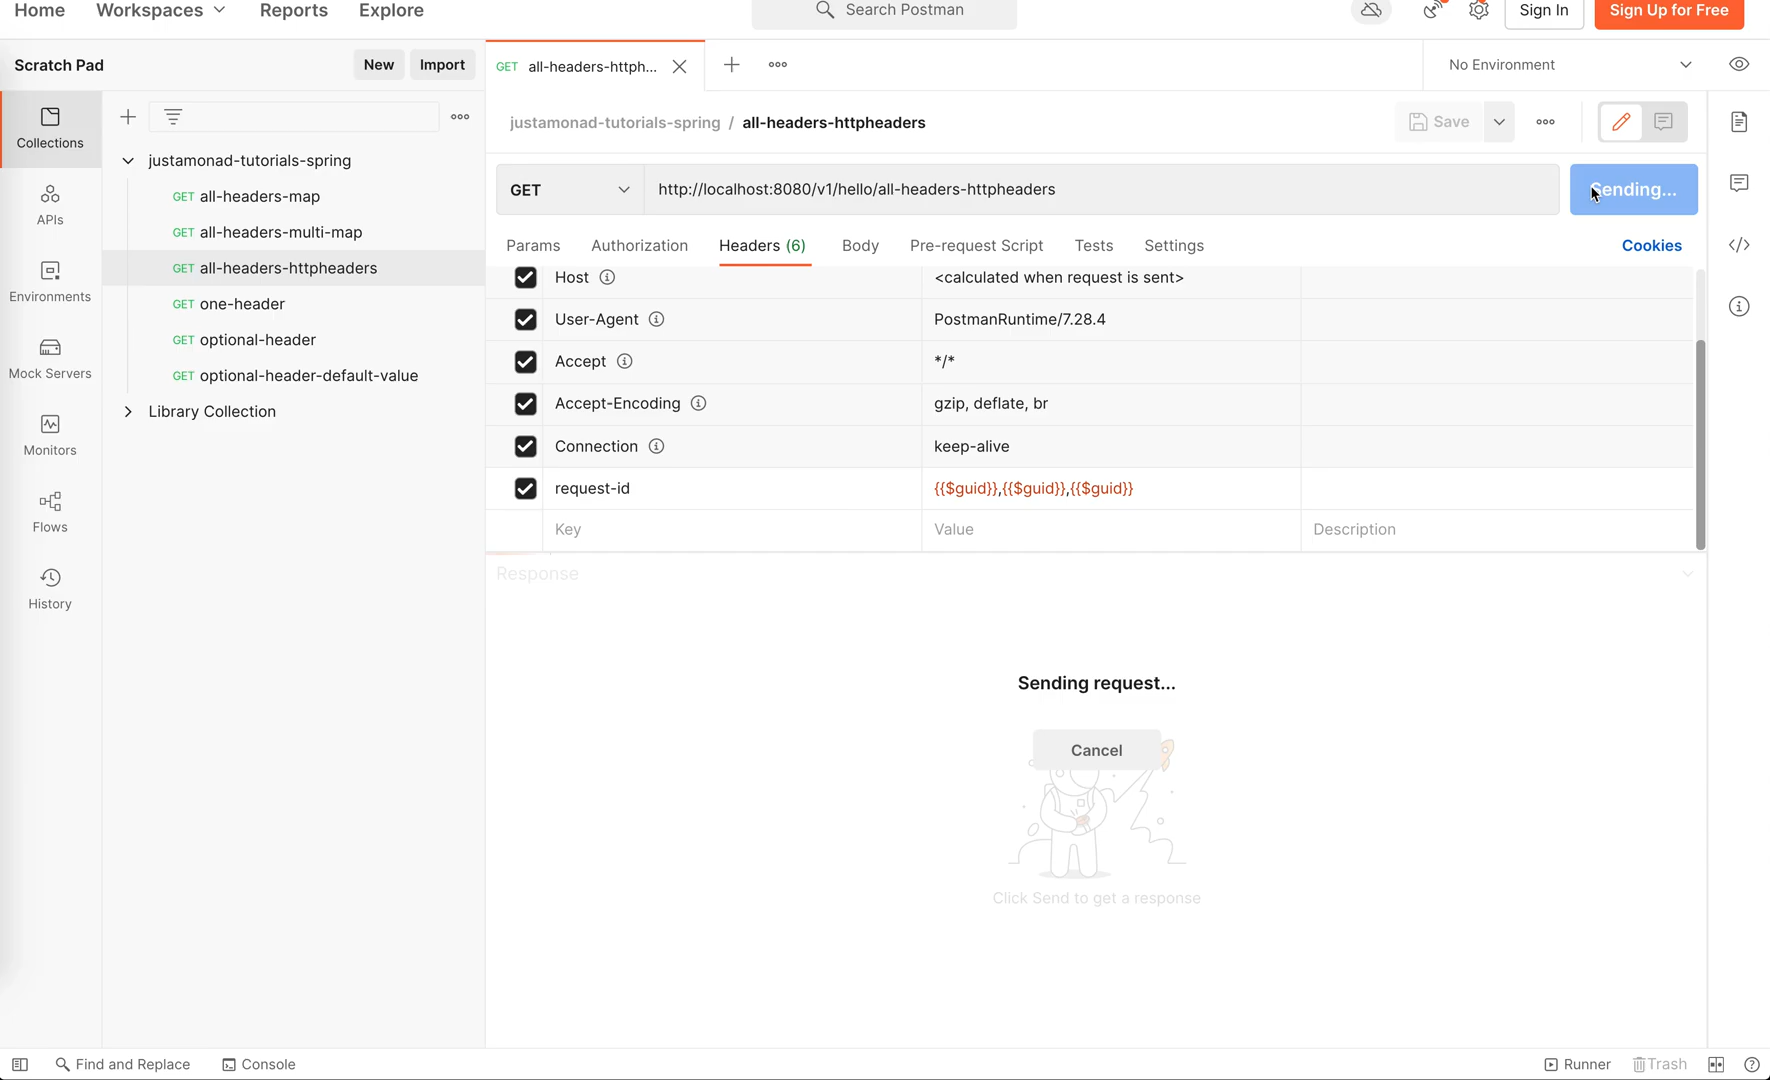 Home Workspaces Reports Explore Search Postman Sign In Sign Up for Free
Scratch Pad New Import GET all-headers-httph... No Environment
Collections
APIs
Environments
Mock Servers
Monitors
Flows
History
justamonad-tutorials-spring
GET all-headers-map
GET all-headers-multi-map
GET all-headers-httpheaders
GET one-header
GET optional-header
GET optional-header-default-value
Library Collection
justamonad-tutorials-spring / all-headers-httpheaders Save
GET http://localhost:8080/v1/hello/all-headers-httpheaders Sending...
Params Authorization Headers (6) Body Pre-request Script Tests Settings Cookies
Host <calculated when request is sent>
User-Agent PostmanRuntime/7.28.4
Accept */*
Accept-Encoding gzip, deflate, br
Connection keep-alive
request-id {{$guid}},{{$guid}},{{$guid}}
Key Value Description
Response
Sending request...
Cancel
Click Send to get a response
Find and Replace Console Runner Trash